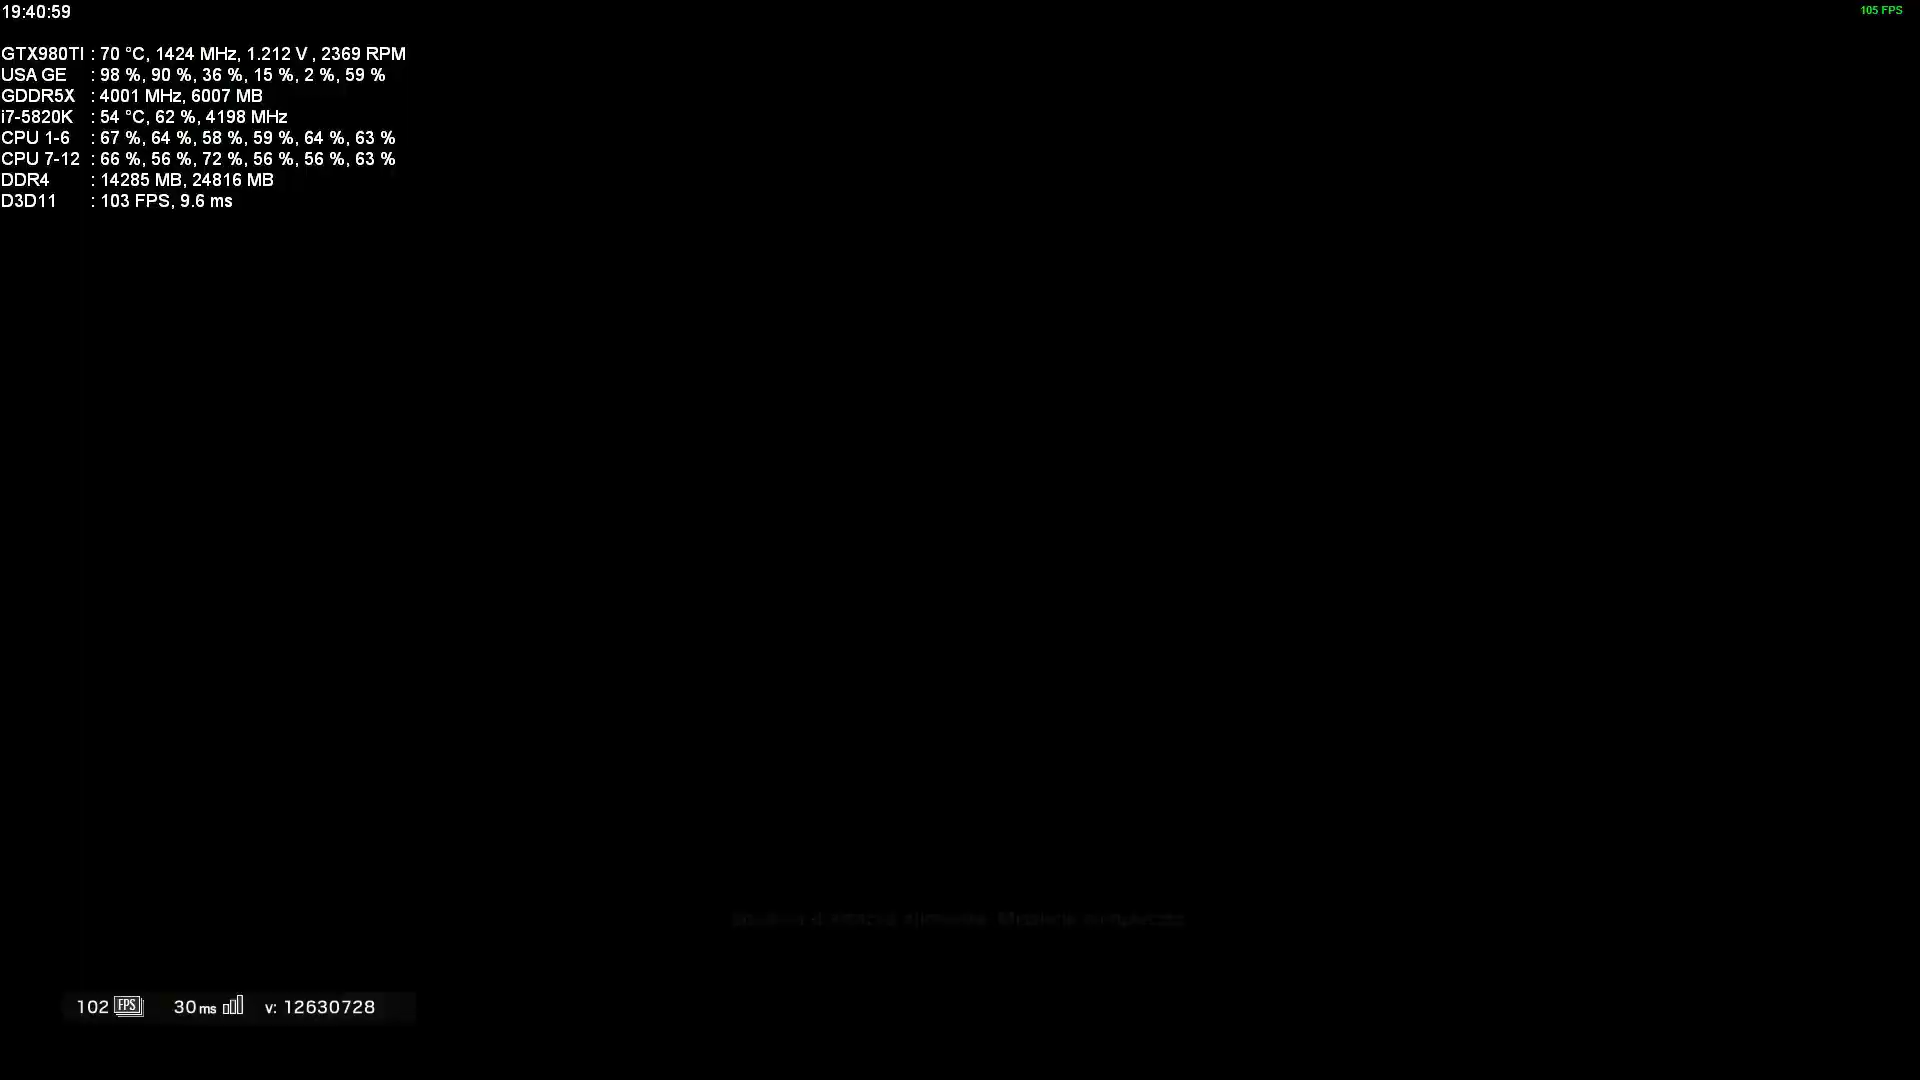 19:40:59
105 FPS
GTX980TI : 70 °C, 1424 MHz, 1.212 V , 2369 RPM
USA GE : 98 %, 90 %, 36 %, 15 %, 2 %, 59 %
GDDR5X : 4001 MHz, 6007 MB
i7-5820K : 54 °C, 62 %, 4198 MHz
CPU 1-6 : 67 %, 64 %, 58 %, 59 %, 64 %, 63 %
CPU 7-12 : 66 %, 56 %, 72 %, 56 %, 56 %, 63 %
DDR4 : 14285 MB, 24816 MB
D3D11 : 103 FPS, 9.6 ms
102 FPS 30 ms v: 12630728